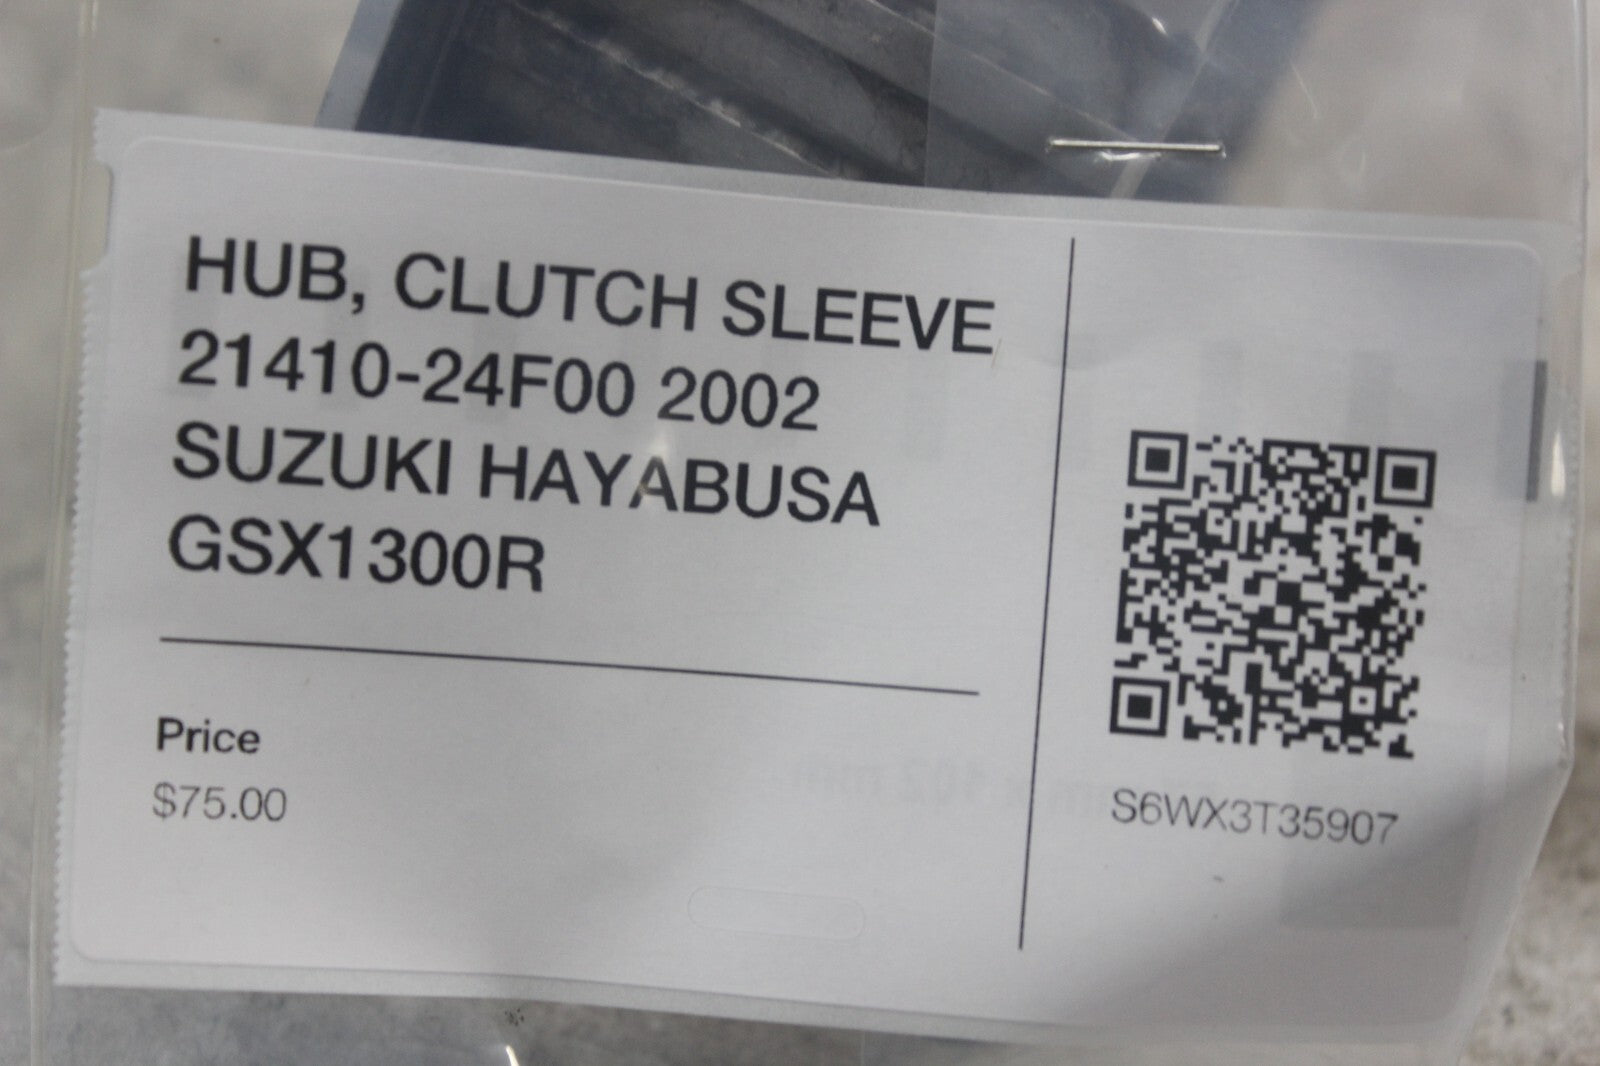 HUB, CLUTCH SLEEVE
21410-24F00 2002
SUZUKI HAYABUSA
GSX1300R
Price
$75.00
S6WX3T35907